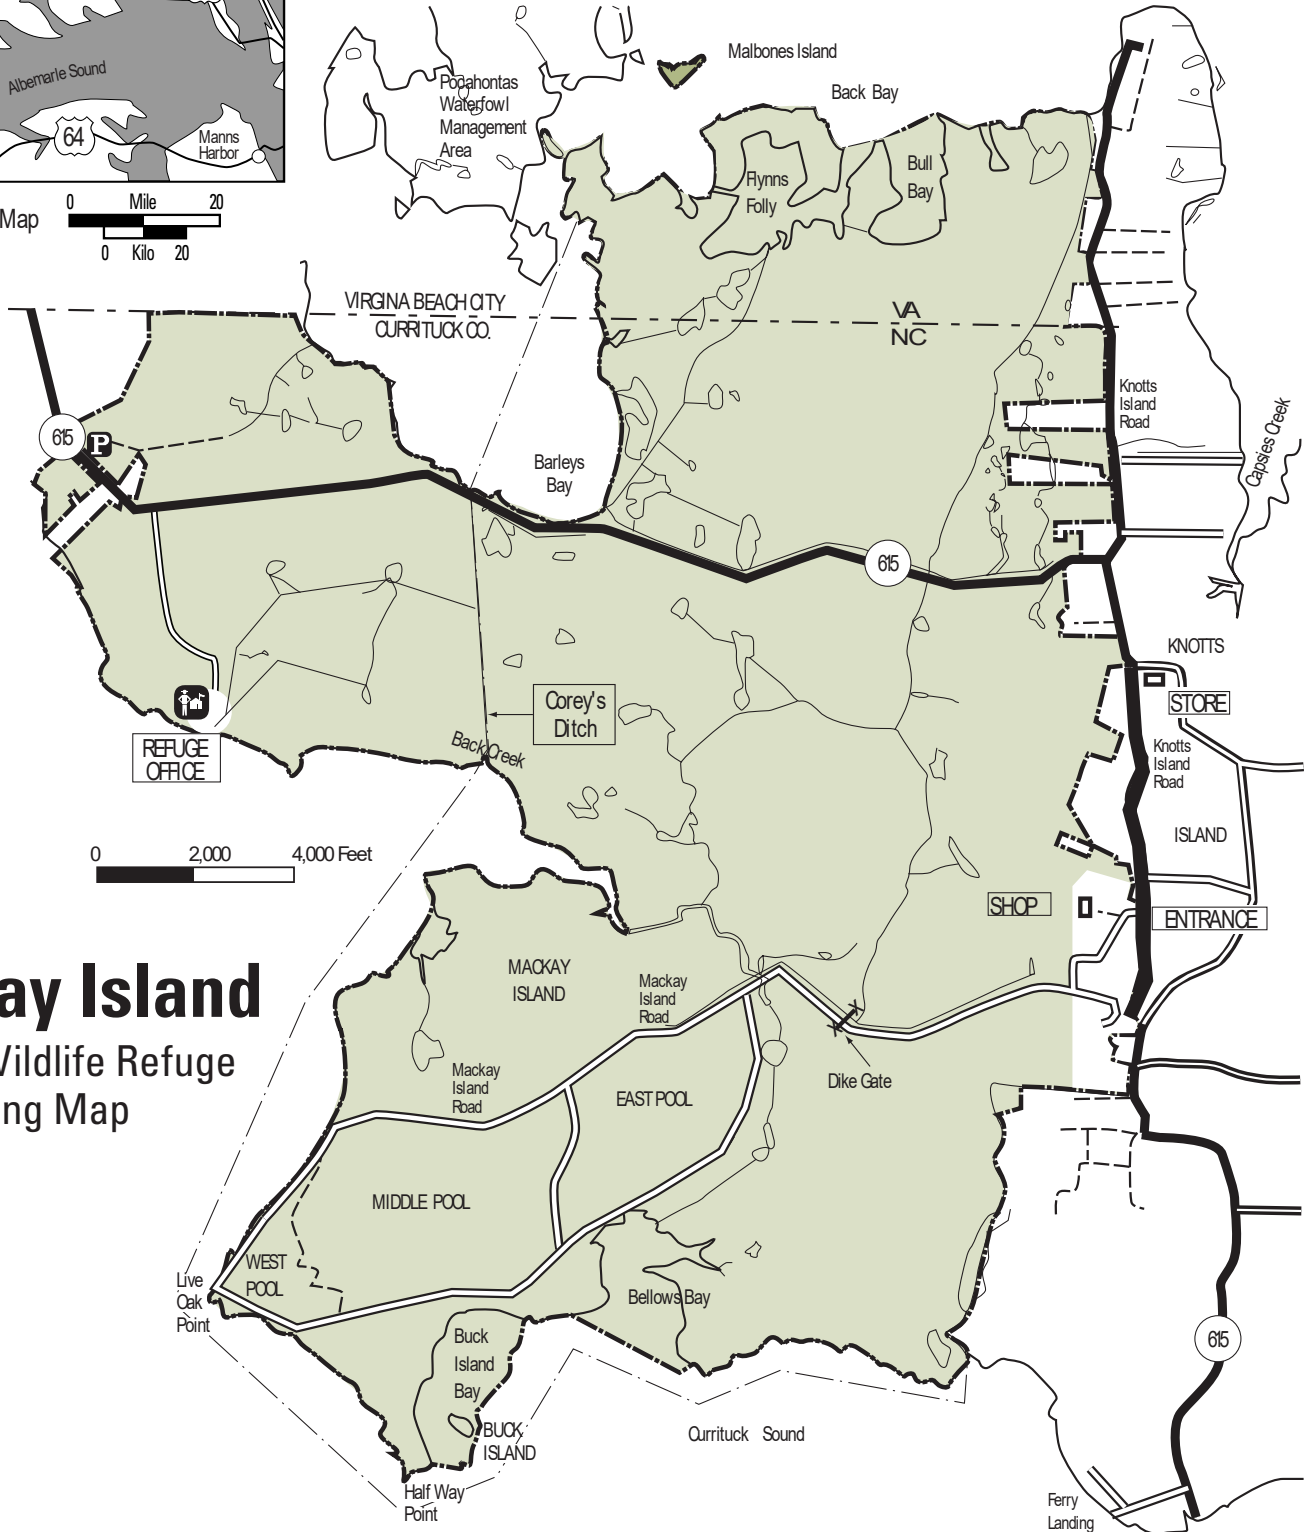 Albemarle Sound
64
Manns
Harbor
Map
0 Mile 20
0 Kilo 20
Malbones Island
Back Bay
Pocahontas
Waterfowl
Management
Area
Flynns
Folly
Bull
Bay
VIRGINA BEACH CITY
CURRITUCK CO.
VA
NC
Knotts
Island
Road
Capsies Creek
615
P
Barleys
Bay
615
KNOTTS
STORE
Corey's
Ditch
Back Creek
REFUGE
OFFICE
Knotts
Island
Road
ISLAND
0 2,000 4,000 Feet
SHOP
ENTRANCE
ay Island
Wildlife Refuge
ng Map
MACKAY
ISLAND
Mackay
Island
Road
Mackay
Island
Road
Dike Gate
EAST POOL
MIDDLE POOL
WEST
POOL
Live
Oak
Point
Bellows Bay
Buck
Island
Bay
BUCK
ISLAND
Currituck Sound
615
Half Way
Point
Ferry
Landing